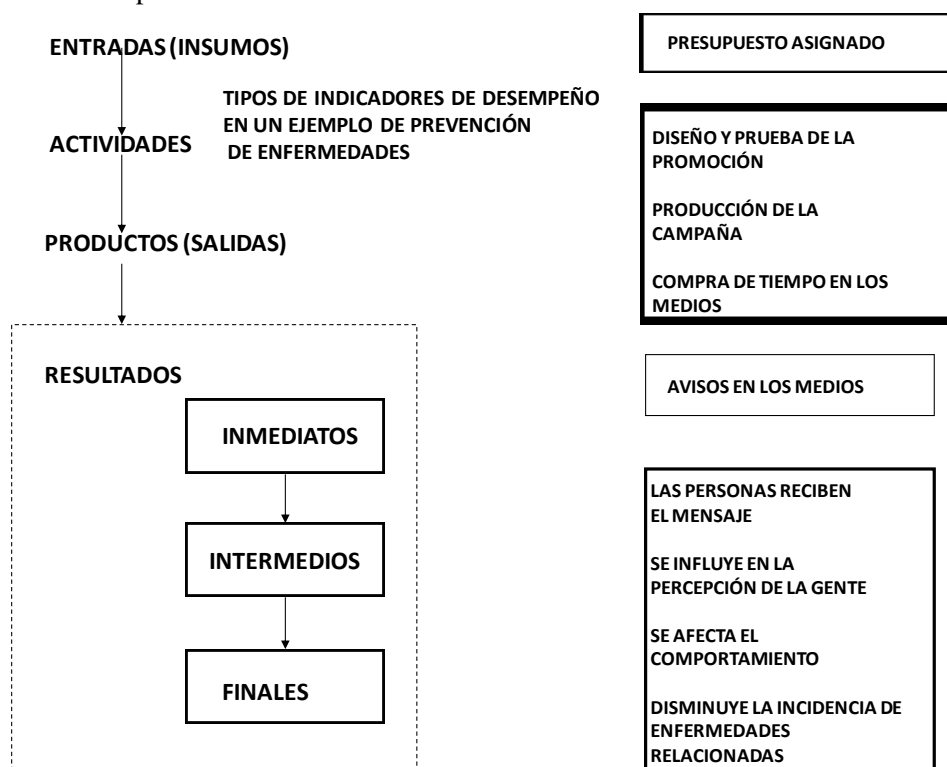 ENTRADAS (INSUMOS)
TIPOS DE INDICADORES DE DESEMPEÑO
EN UN EJEMPLO DE PREVENCIÓN
DE ENFERMEDADES
ACTIVIDADES
PRODUCTOS (SALIDAS)
RESULTADOS
INMEDIATOS
INTERMEDIOS
FINALES
PRESUPUESTO ASIGNADO
DISEÑO Y PRUEBA DE LA
PROMOCIÓN
PRODUCCIÓN DE LA
CAMPAÑA
COMPRA DE TIEMPO EN LOS
MEDIOS
AVISOS EN LOS MEDIOS
LAS PERSONAS RECIBEN
EL MENSAJE
SE INFLUYE EN LA
PERCEPCIÓN DE LA GENTE
SE AFECTA EL
COMPORTAMIENTO
DISMINUYE LA INCIDENCIA DE
ENFERMEDADES
RELACIONADAS